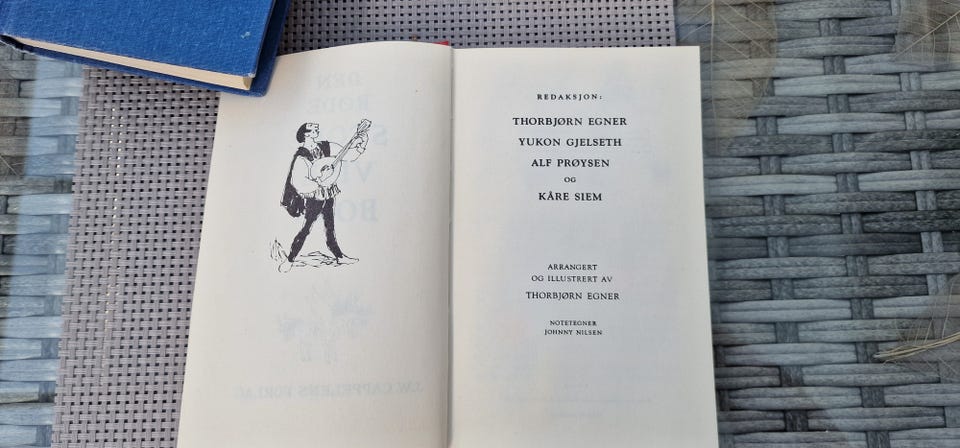 REDAKSJON:
THORBJØRN EGNER
YUKON GJELSETH
ALF PRØYSEN
OG
KÅRE SIEM
ARRANGERT
OG ILLUSTRERT AV
THORBJØRN EGNER
NOTETEGNER
JOHNNY NILSEN